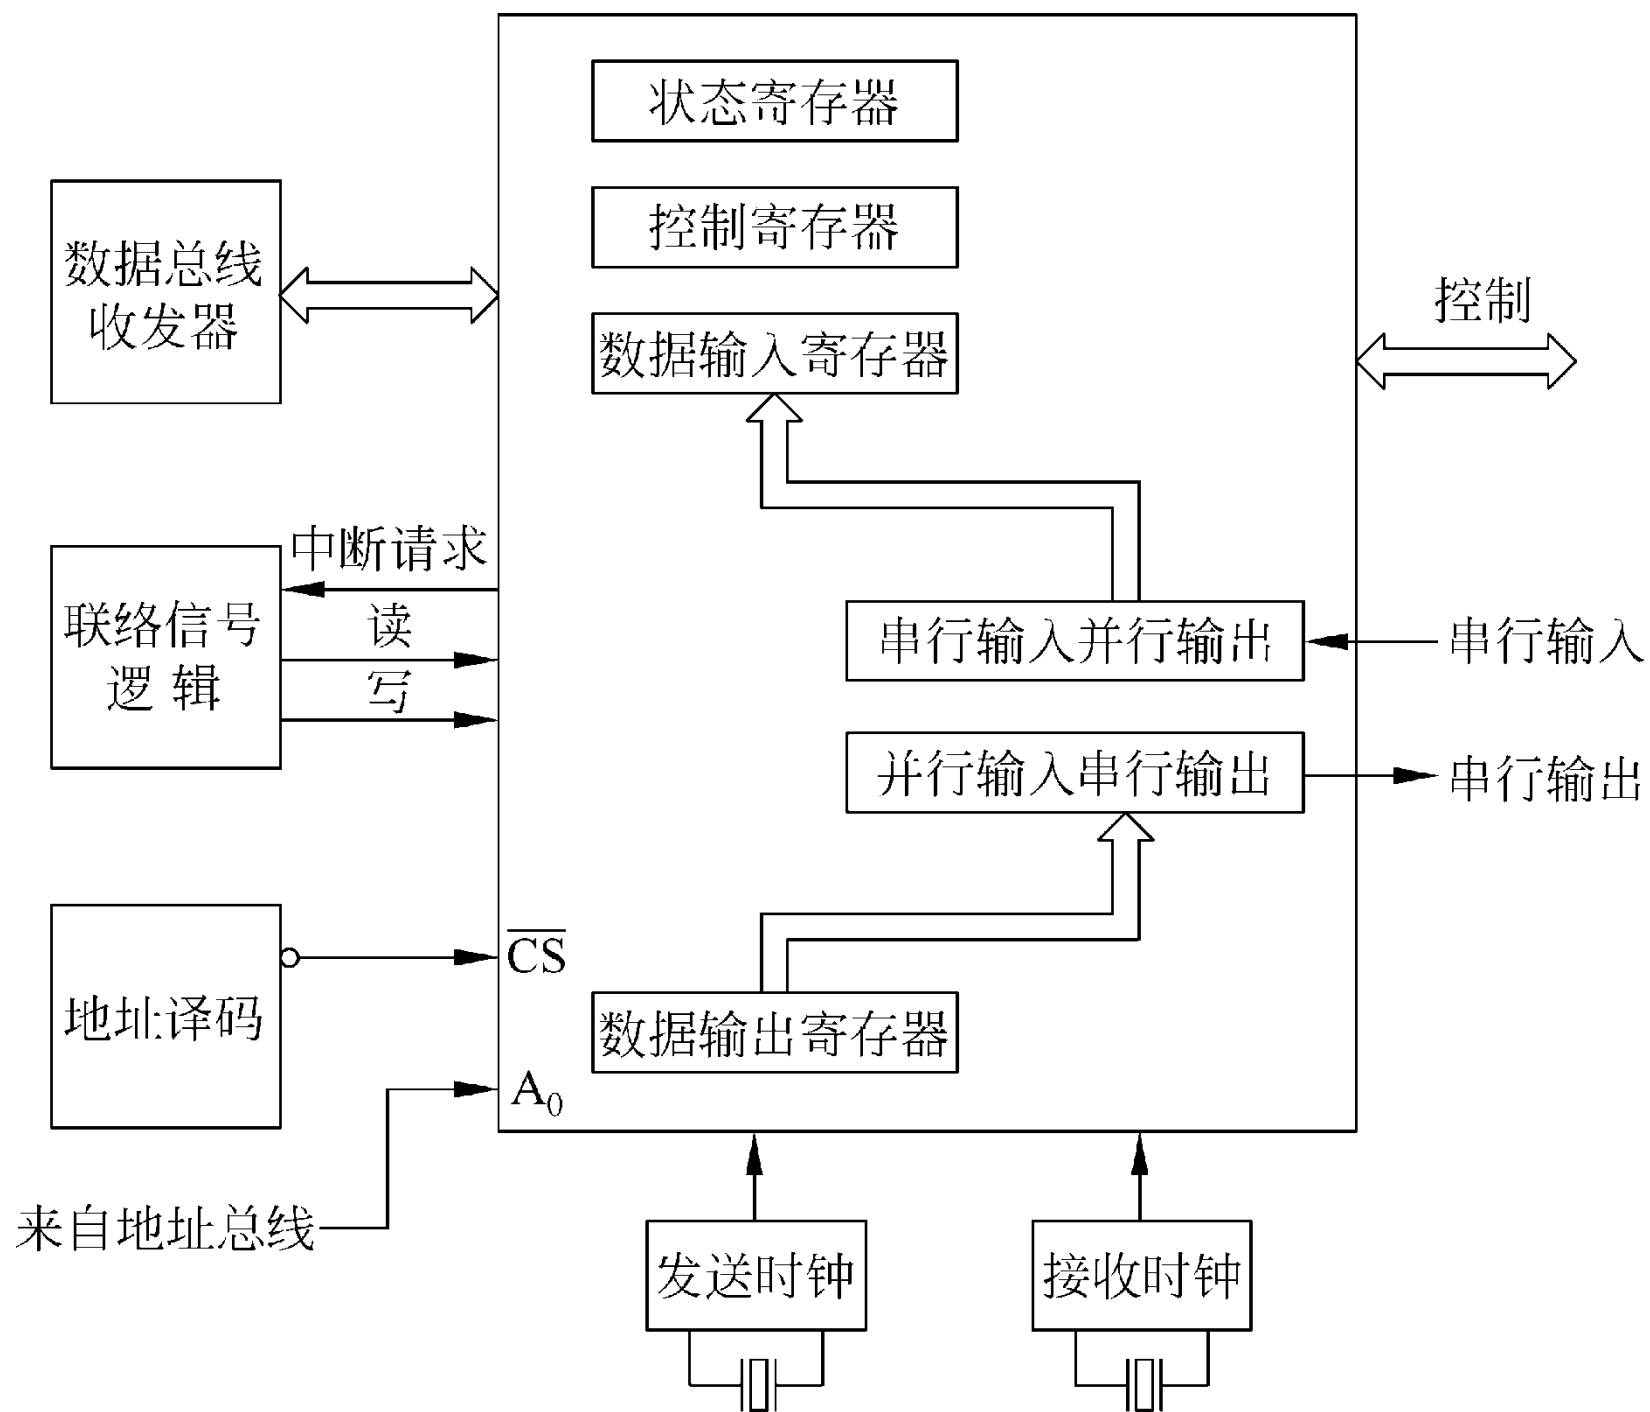 状态寄存器
控制寄存器
数据总线
收发器
数据输入寄存器
控制
中断请求
联络信号
逻 辑
读
写
串行输入并行输出
串行输入
并行输入串行输出
串行输出
地址译码
C̅S̅
数据输出寄存器
A₀
来自地址总线
发送时钟
接收时钟